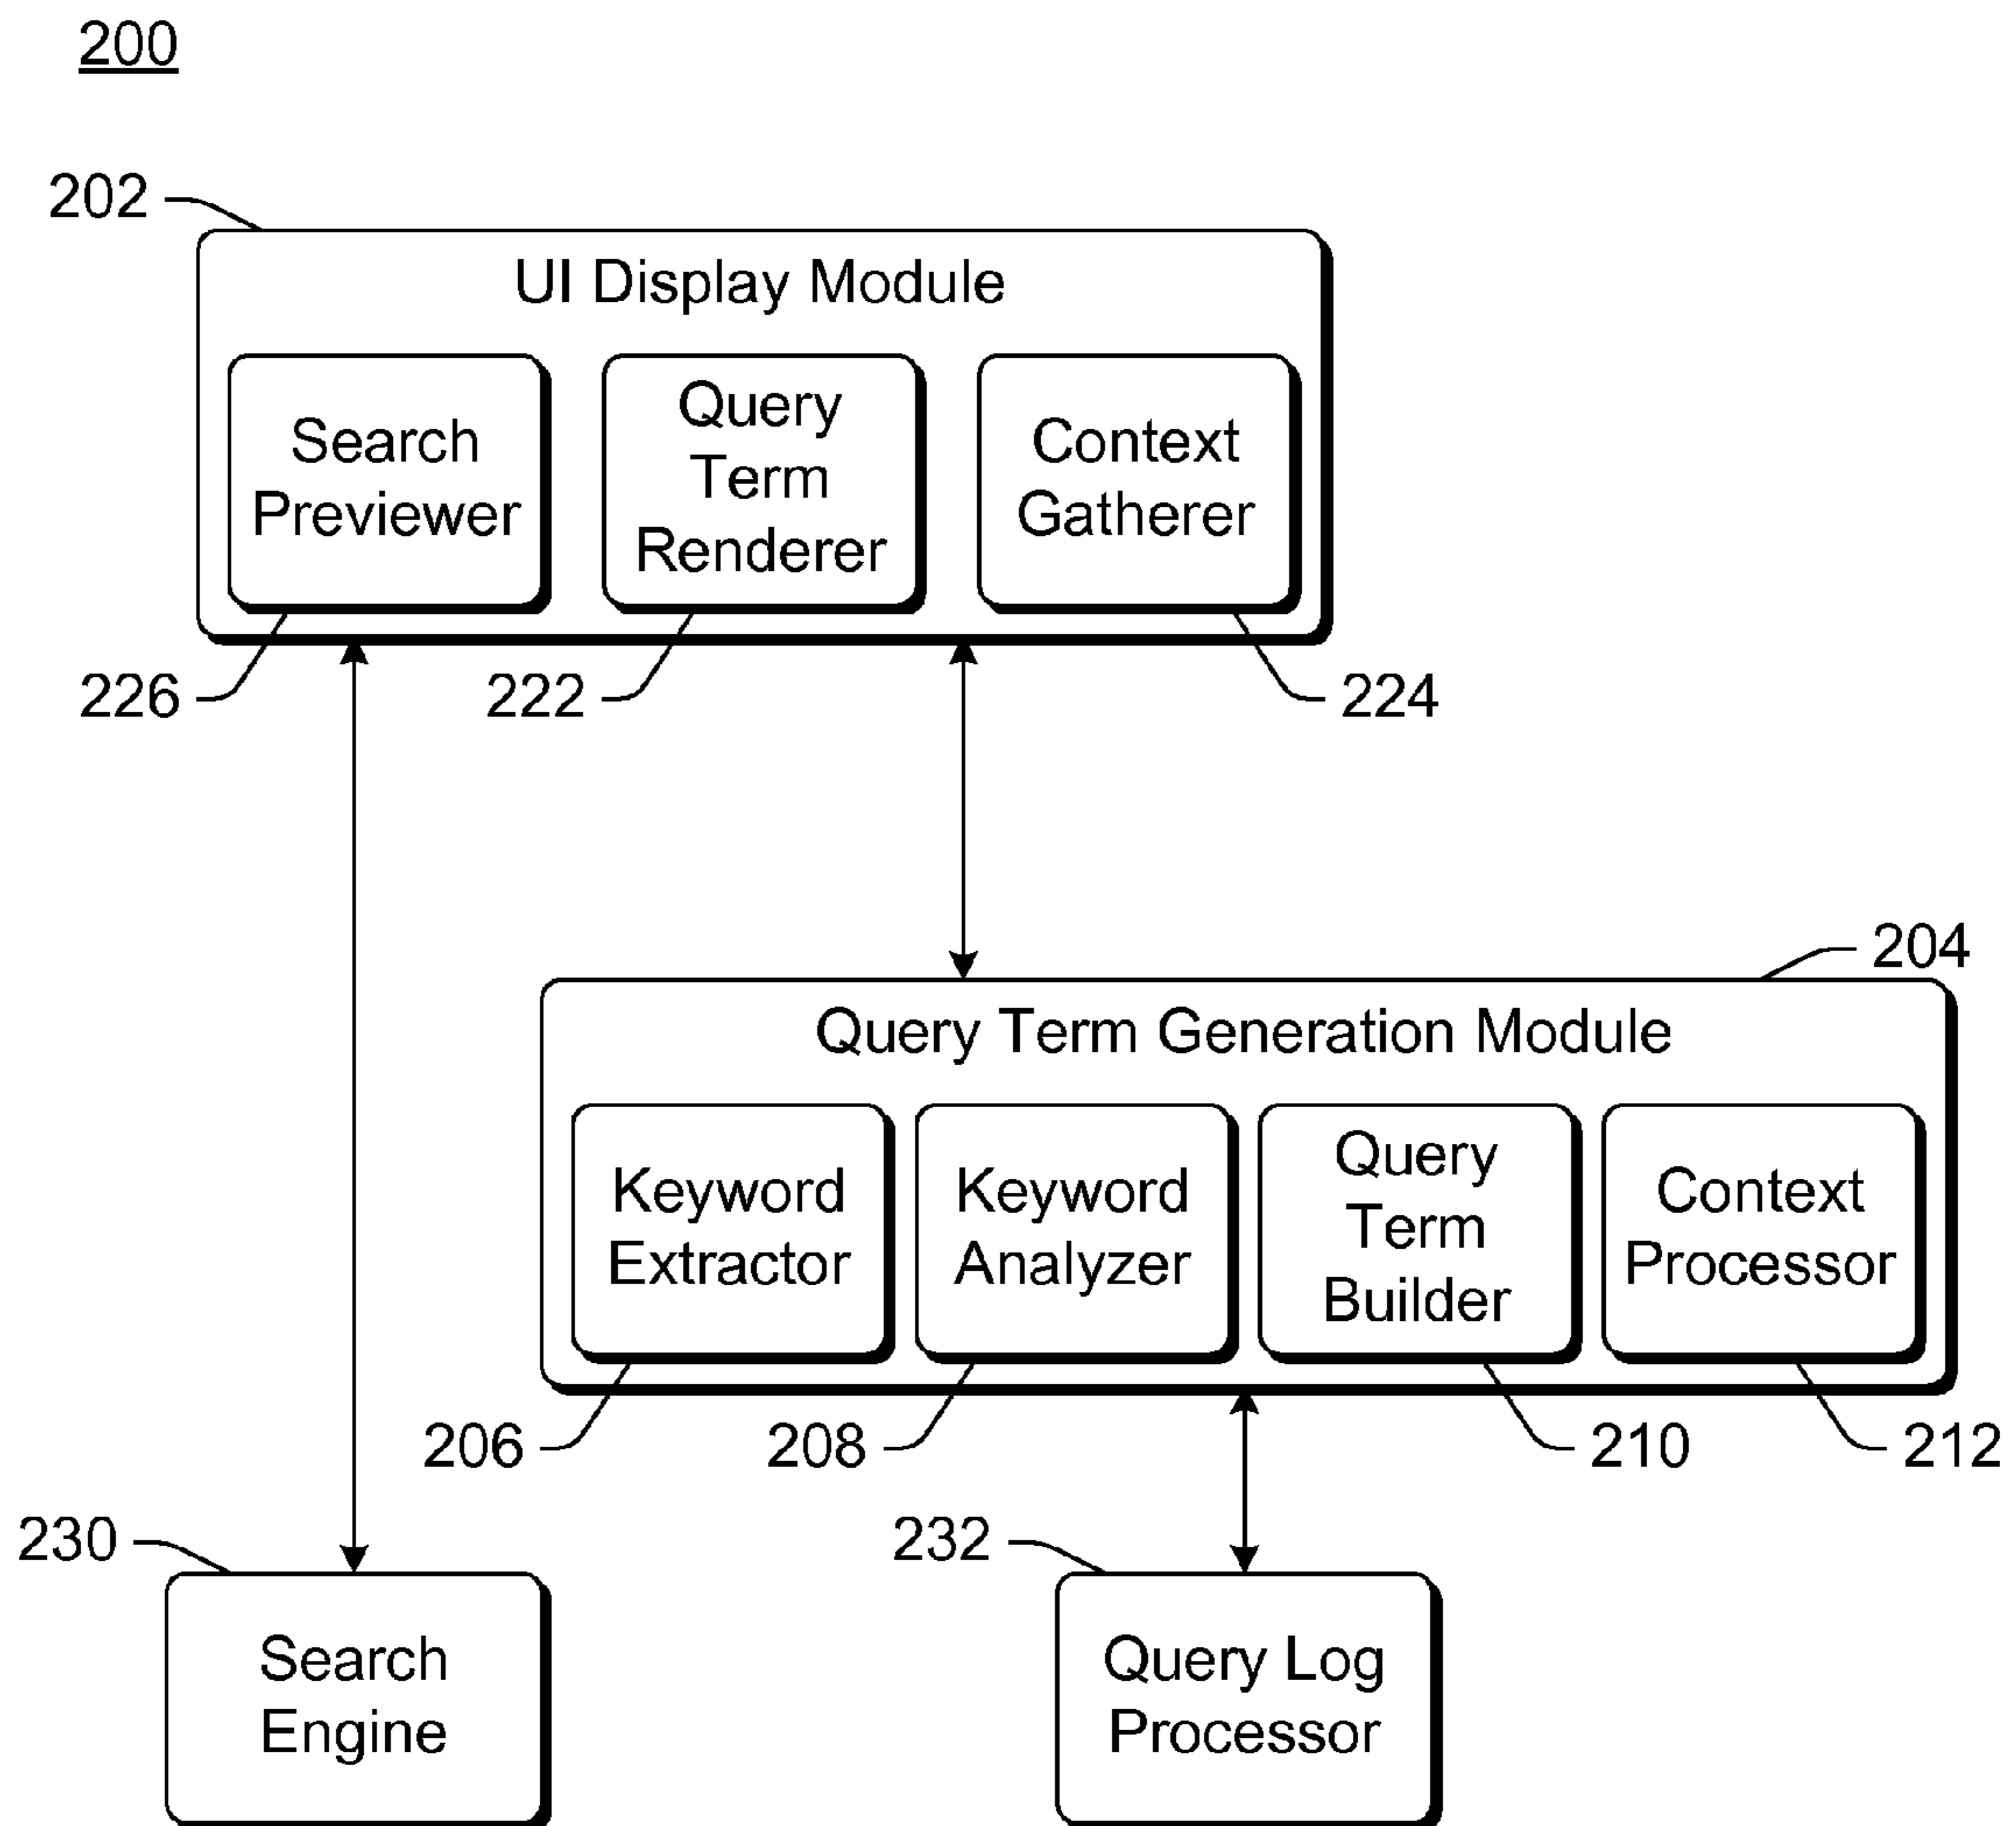 200
202
UI Display Module
Search
Previewer
Query
Term
Renderer
Context
Gatherer
226
222
224
204
Query Term Generation Module
Keyword
Extractor
Keyword
Analyzer
Query
Term
Builder
Context
Processor
206
208
210
212
230
232
Search
Engine
Query Log
Processor